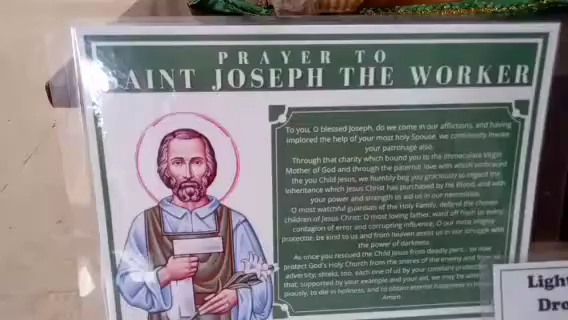 PRAYER TO
SAINT JOSEPH THE WORKER
To you, O blessed Joseph, do we come in our afflictions, and having
implored the help of your most holy Spouse, we confidently invoke
your patronage also.
Through that charity which bound you to the Immaculate Virgin
Mother of God and through the paternal love with which embraced
the you Child Jesus, we humbly beg you graciously to regard the
inheritance which Jesus Christ has purchased by his Blood, and with
your power and strength to aid us in our necessities.
O most watchful guardian of the Holy Family, defend the chosen
children of Jesus Christ; O most loving father, ward off from us every
contagion of error and corrupting influence; O our most mighty
protector, be kind to us and from heaven assist us in our struggle with
the power of darkness.
As once you rescued the Child Jesus from deadly peril, so now
protect God's Holy Church from the snares of the enemy and from
adversity; shield, too, each one of us by your constant protection
that, supported by your example and your aid, we may be
piously, to die in holiness, and to obtain eternal happiness in
Amen.
Light
Dro